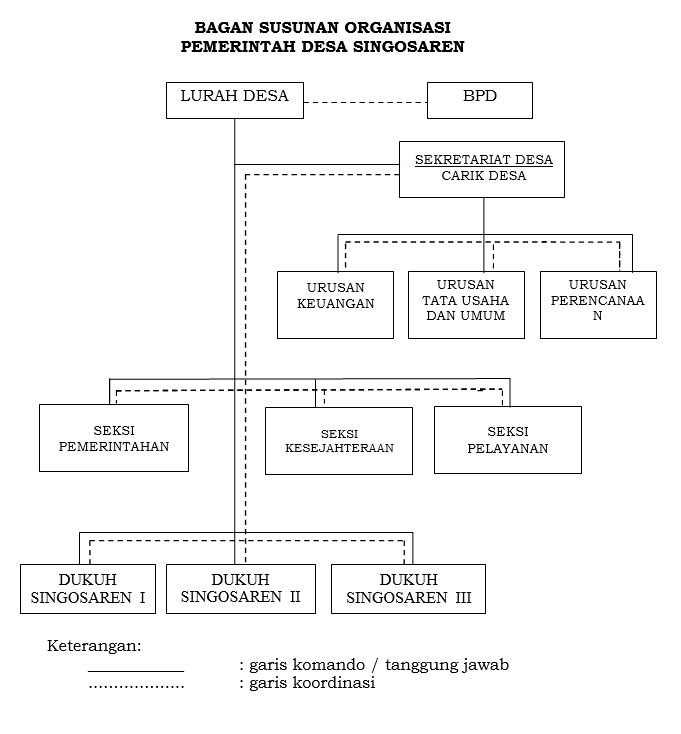 BAGAN SUSUNAN ORGANISASI
PEMERINTAH DESA SINGOSAREN
LURAH DESA
BPD
SEKRETARIAT DESA
CARIK DESA
URUSAN
KEUANGAN
URUSAN
TATA USAHA
DAN UMUM
URUSAN
PERENCANAA
N
SEKSI
PEMERINTAHAN
SEKSI
KESEJAHTERAAN
SEKSI
PELAYANAN
DUKUH
SINGOSAREN I
DUKUH
SINGOSAREN II
DUKUH
SINGOSAREN III
Keterangan:
____________ : garis komando / tanggung jawab
................... : garis koordinasi